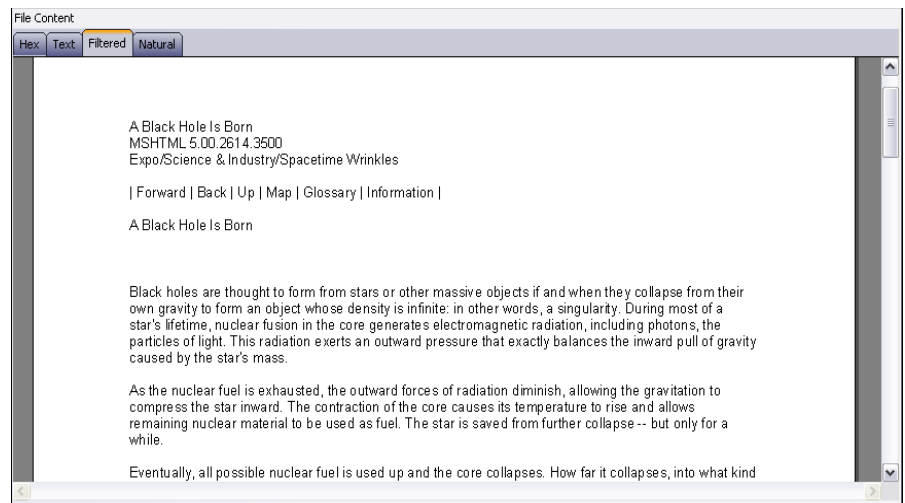 File Content
Hex Text Filtered Natural
A Black Hole Is Born
MSHTML 5.00.2614.3500
Expo/Science & Industry/Spacetime Wrinkles
| Forward | Back | Up | Map | Glossary | Information |
A Black Hole Is Born
Black holes are thought to form from stars or other massive objects if and when they collapse from their
own gravity to form an object whose density is infinite: in other words, a singularity. During most of a
star's lifetime, nuclear fusion in the core generates electromagnetic radiation, including photons, the
particles of light. This radiation exerts an outward pressure that exactly balances the inward pull of gravity
caused by the star's mass.
As the nuclear fuel is exhausted, the outward forces of radiation diminish, allowing the gravitation to
compress the star inward. The contraction of the core causes its temperature to rise and allows
remaining nuclear material to be used as fuel. The star is saved from further collapse -- but only for a
while.
Eventually, all possible nuclear fuel is used up and the core collapses. How far it collapses, into what kind